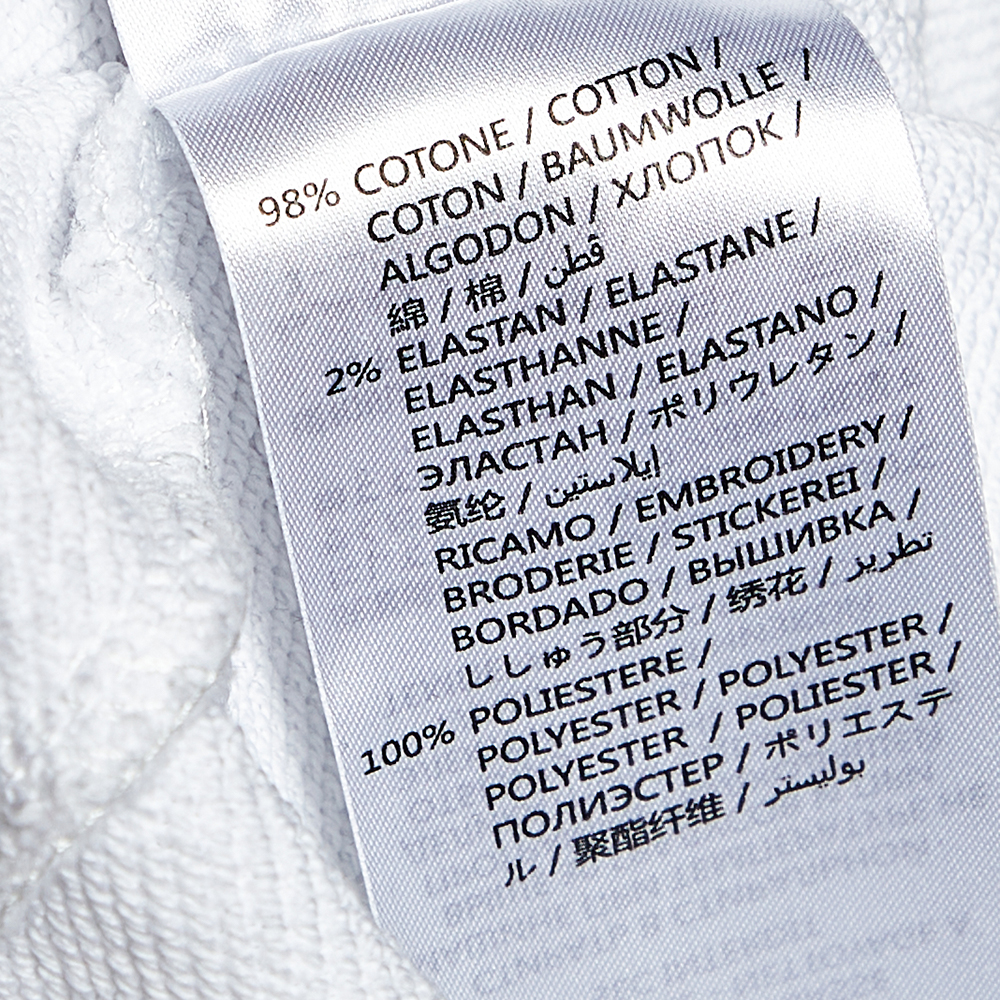 98% COTONE / COTTON /
COTON / BAUMWOLLE /
ALGODON / ХЛОПОК /
綿 / 棉 / قطن
2% ELASTAN / ELASTANE /
ELASTHANNE /
ELASTHAN / ELASTANO /
ЭЛАСТАН / ポリウレタン /
氨纶 / إيلاستين
RICAMO / EMBROIDERY /
BRODERIE / STICKEREI /
BORDADO / ВЫШИВКА /
ししゅう部分 / 绣花 / تطريز
100% POLIESTERE /
POLYESTER / POLYESTER /
POLYESTER / POLIESTER /
ПОЛИЭСТЕР / ポリエステ
ル / 聚酯纤维 / بوليستر